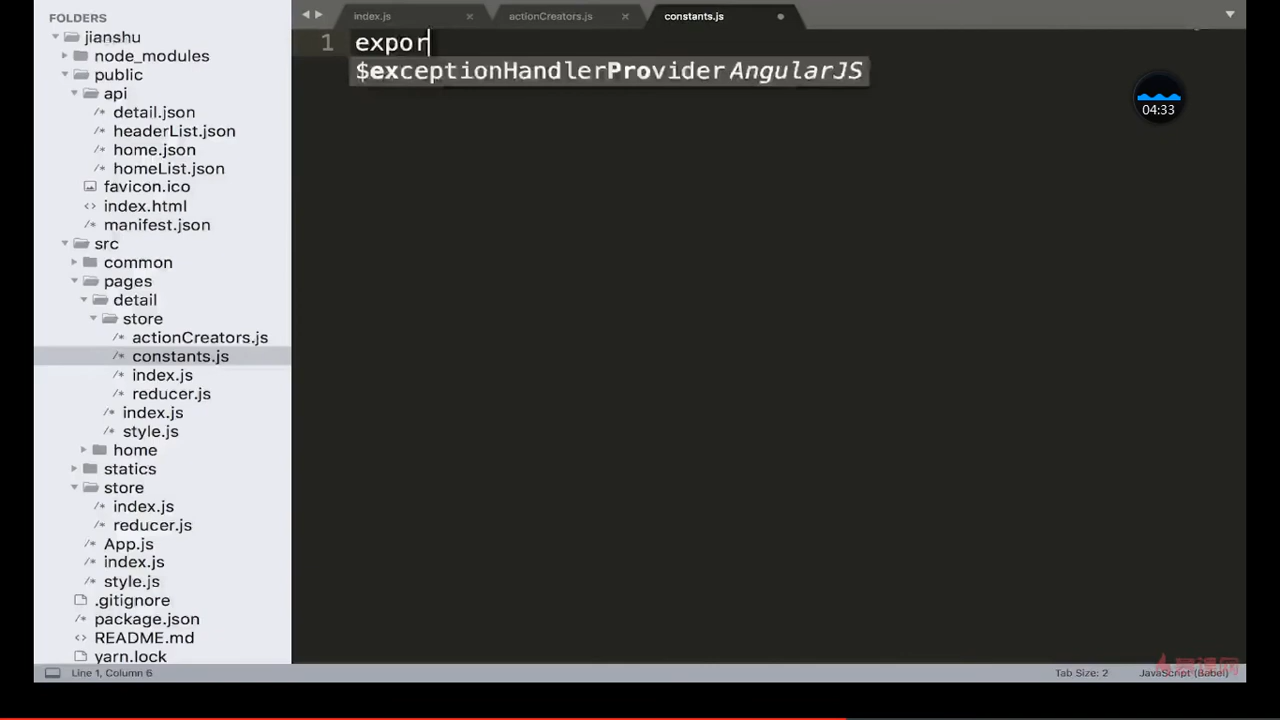 FOLDERS
jianshu
node_modules
public
api
detail.json
headerList.json
home.json
homeList.json
favicon.ico
index.html
manifest.json
src
common
pages
detail
store
actionCreators.js
constants.js
index.js
reducer.js
index.js
style.js
home
statics
store
index.js
reducer.js
App.js
index.js
style.js
.gitignore
package.json
README.md
yarn.lock
index.js
actionCreators.js
constants.js
1 expor
$exceptionHandlerProvider AngularJS
04:33
Line 1, Column 6
Tab Size: 2
JavaScript (Babel)